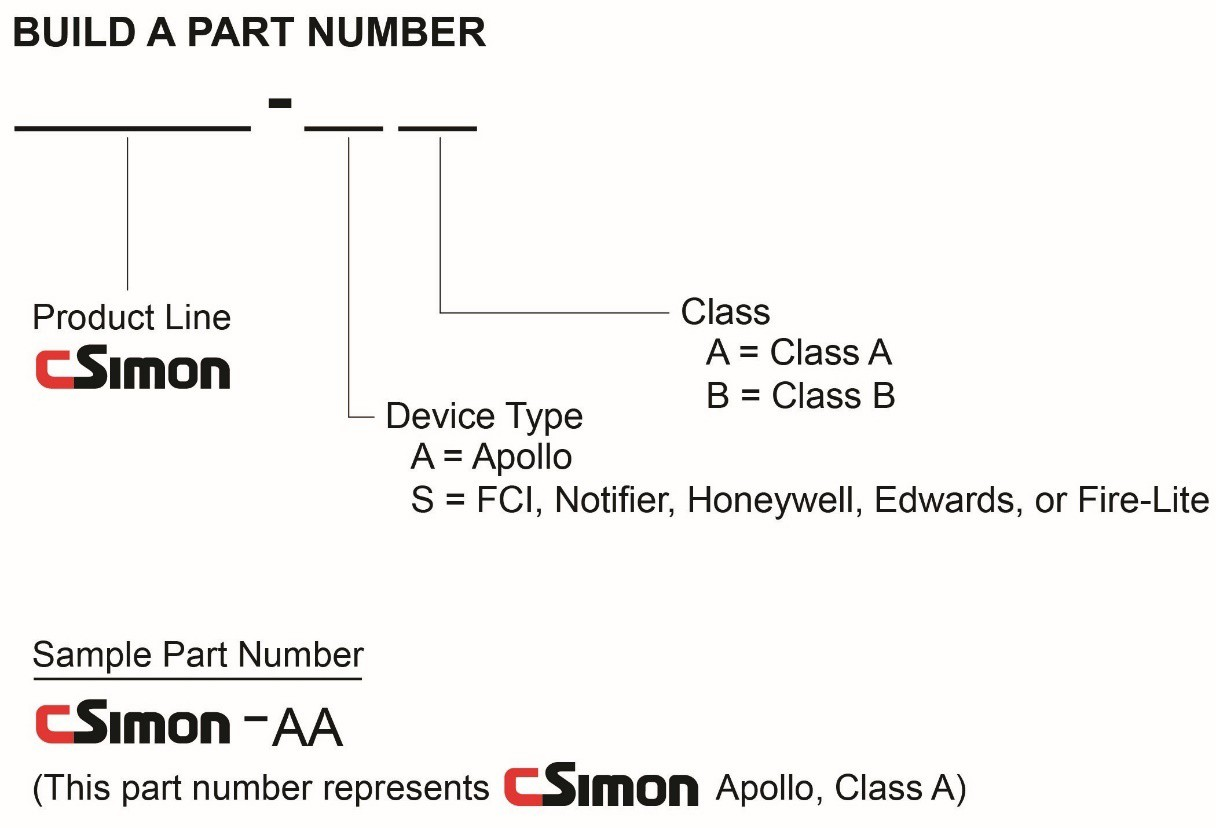 BUILD A PART NUMBER
-
Product Line
CSimon
Class
A = Class A
B = Class B
Device Type
A = Apollo
S = FCI, Notifier, Honeywell, Edwards, or Fire-Lite
Sample Part Number
CSimon -AA
(This part number represents CSimon Apollo, Class A)